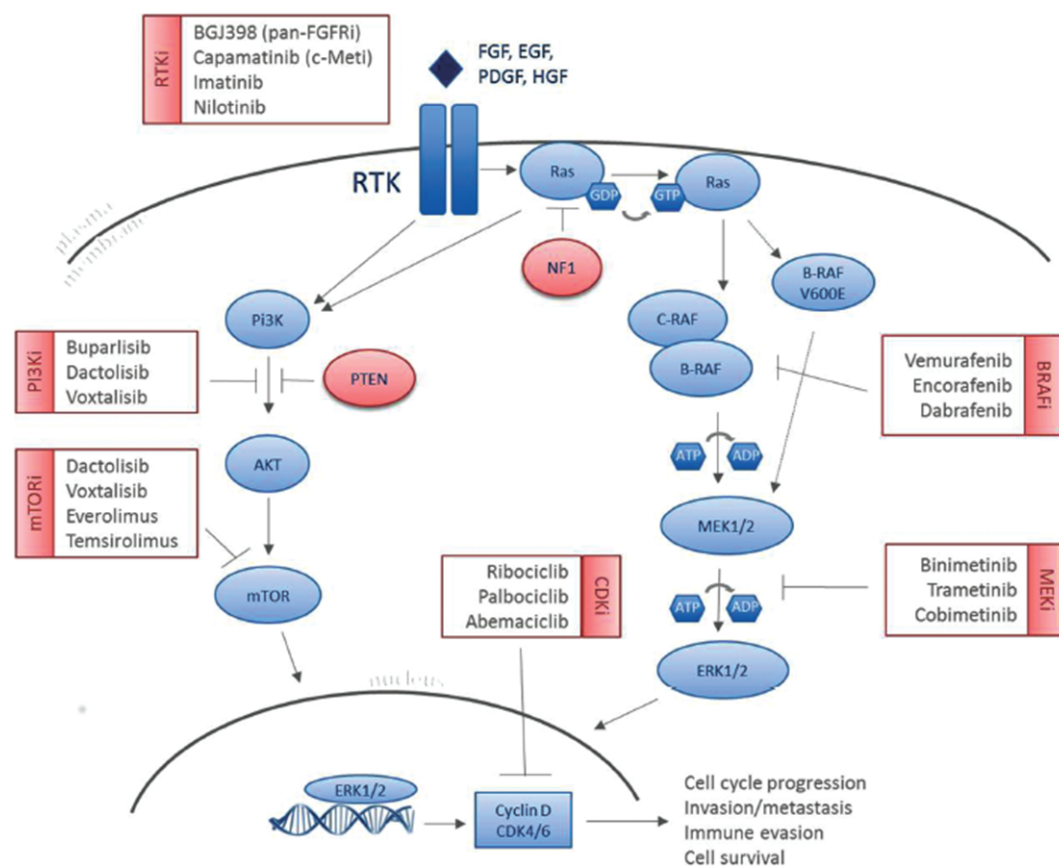 RTKi
BGJ398 (pan-FGFRi)
Capamatinib (c-Meti)
Imatinib
Nilotinib
FGF, EGF,
PDGF, HGF
RTK
Ras
GDP
GTP
Ras
plasma
membrane
NF1
B-RAF
V600E
Pi3K
C-RAF
B-RAF
PI3Ki
Buparlisib
Dactolisib
Voxtalisib
PTEN
Vemurafenib
Encorafenib
Dabrafenib
BRAFi
AKT
ATP
ADP
mTORi
Dactolisib
Voxtalisib
Everolimus
Temsirolimus
MEK1/2
mTOR
Ribociclib
Palbociclib
Abemaciclib
CDKi
ATP
ADP
Binimetinib
Trametinib
Cobimetinib
MEKi
ERK1/2
nucleus
ERK1/2
Cyclin D
CDK4/6
Cell cycle progression
Invasion/metastasis
Immune evasion
Cell survival